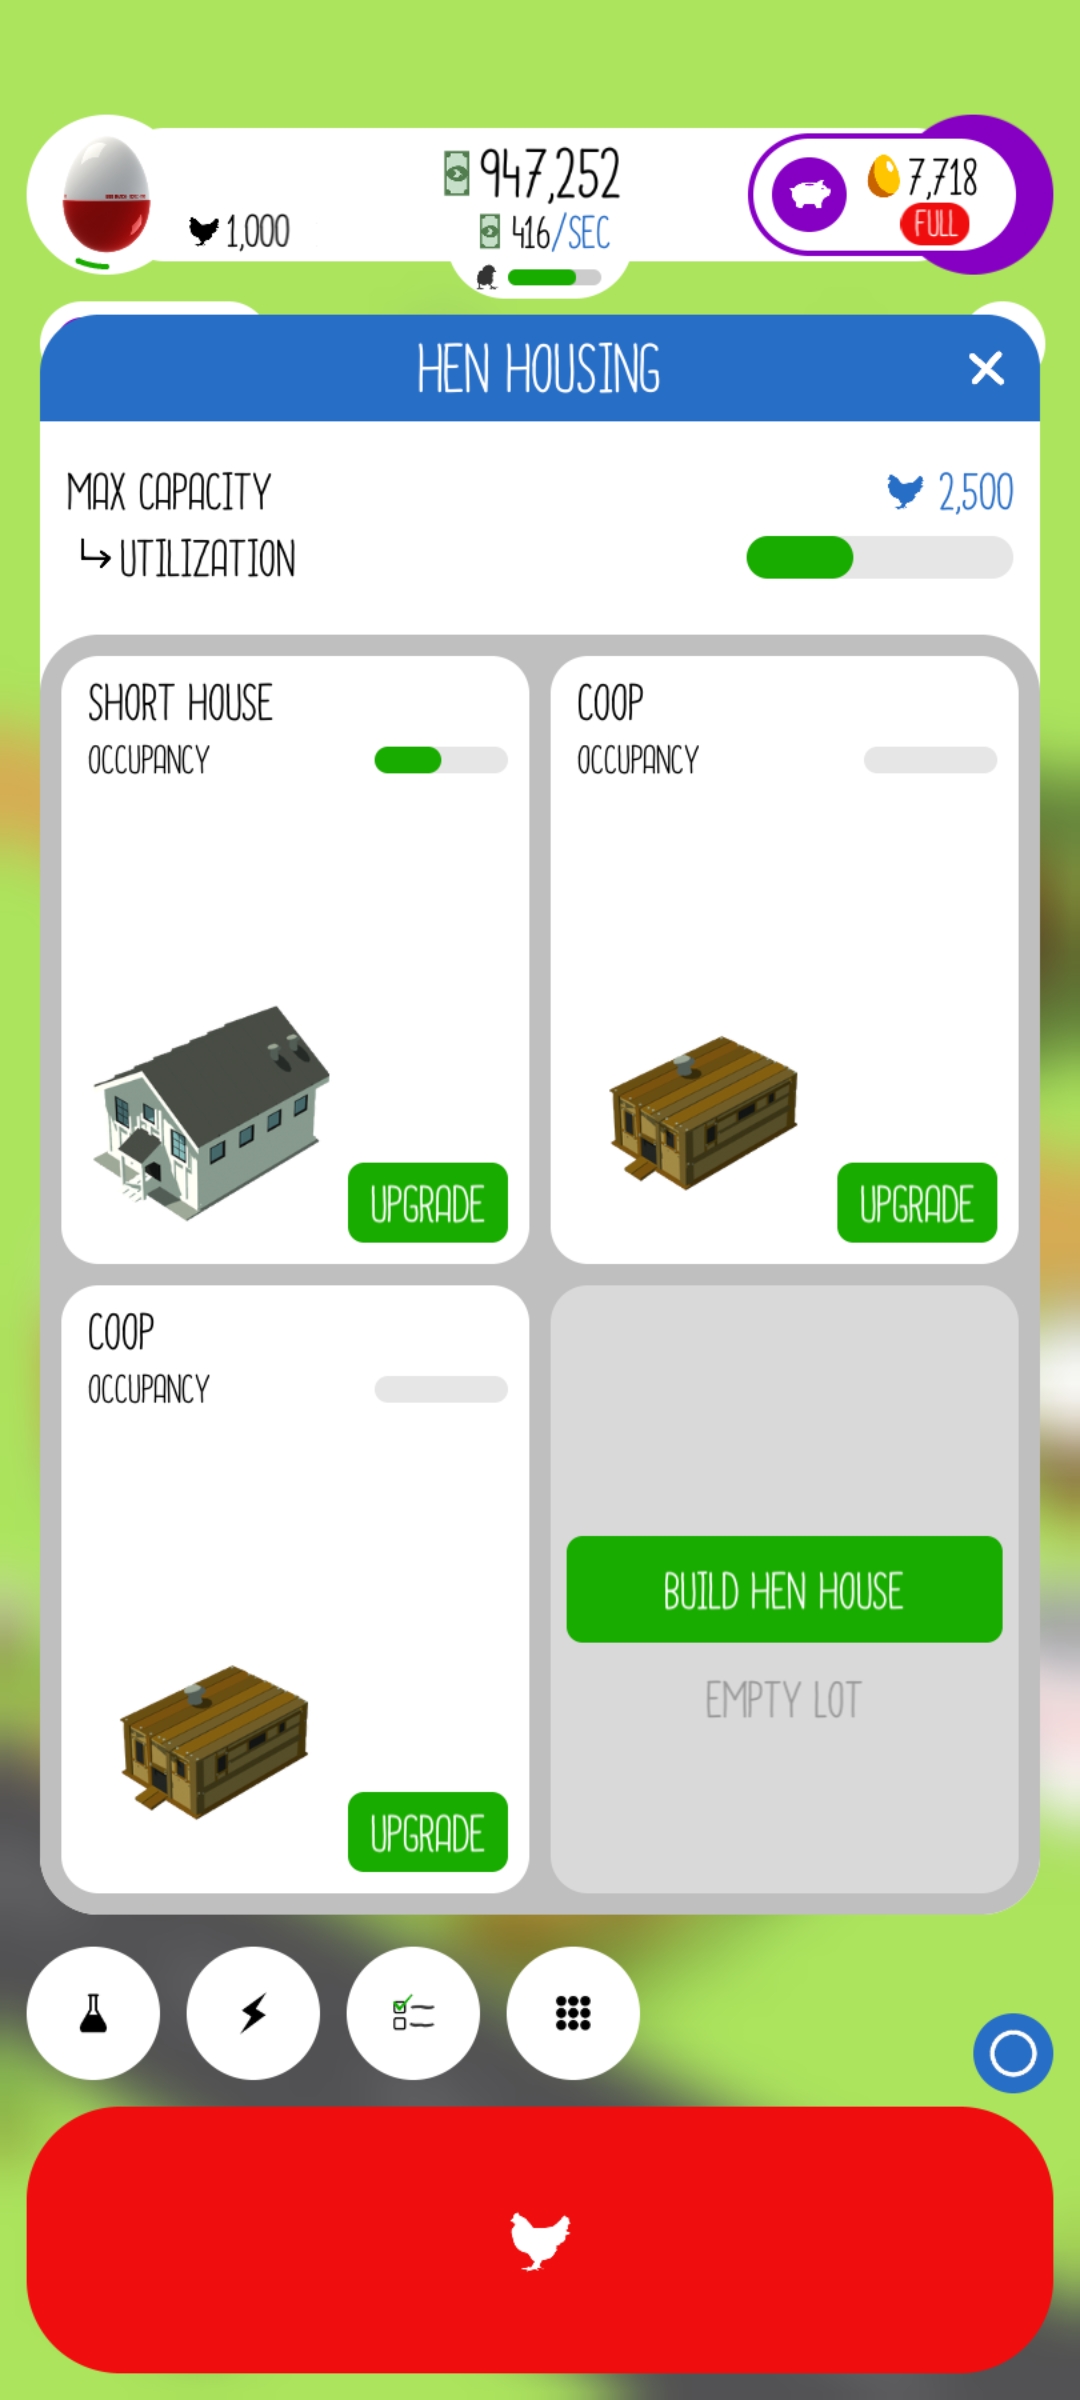 947,252
1,000
416/SEC
7,718
FULL
HEN HOUSING
MAX CAPACITY
2,500
UTILIZATION
SHORT HOUSE
OCCUPANCY
UPGRADE
COOP
OCCUPANCY
UPGRADE
COOP
OCCUPANCY
UPGRADE
BUILD HEN HOUSE
EMPTY LOT